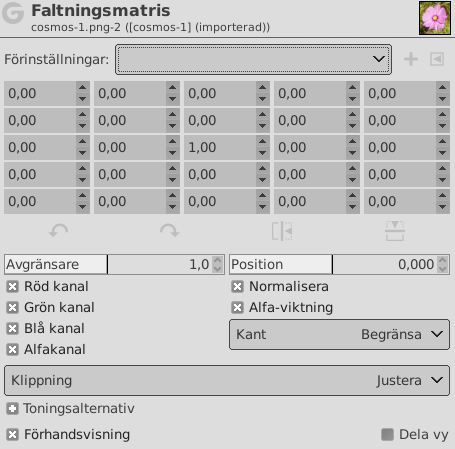 Faltningsmatris
cosmos-1.png-2 ([cosmos-1] (importerad))
Förinställningar:
0,00 0,00 0,00 0,00 0,00
0,00 0,00 0,00 0,00 0,00
0,00 0,00 1,00 0,00 0,00
0,00 0,00 0,00 0,00 0,00
0,00 0,00 0,00 0,00 0,00
Avgränsare 1,0 Position 0,000
Röd kanal Normalisera
Grön kanal Alfa-viktning
Blå kanal Kant Begränsa
Alfakanal
Klippning Justera
Toningsalternativ
Förhandsvisning Dela vy